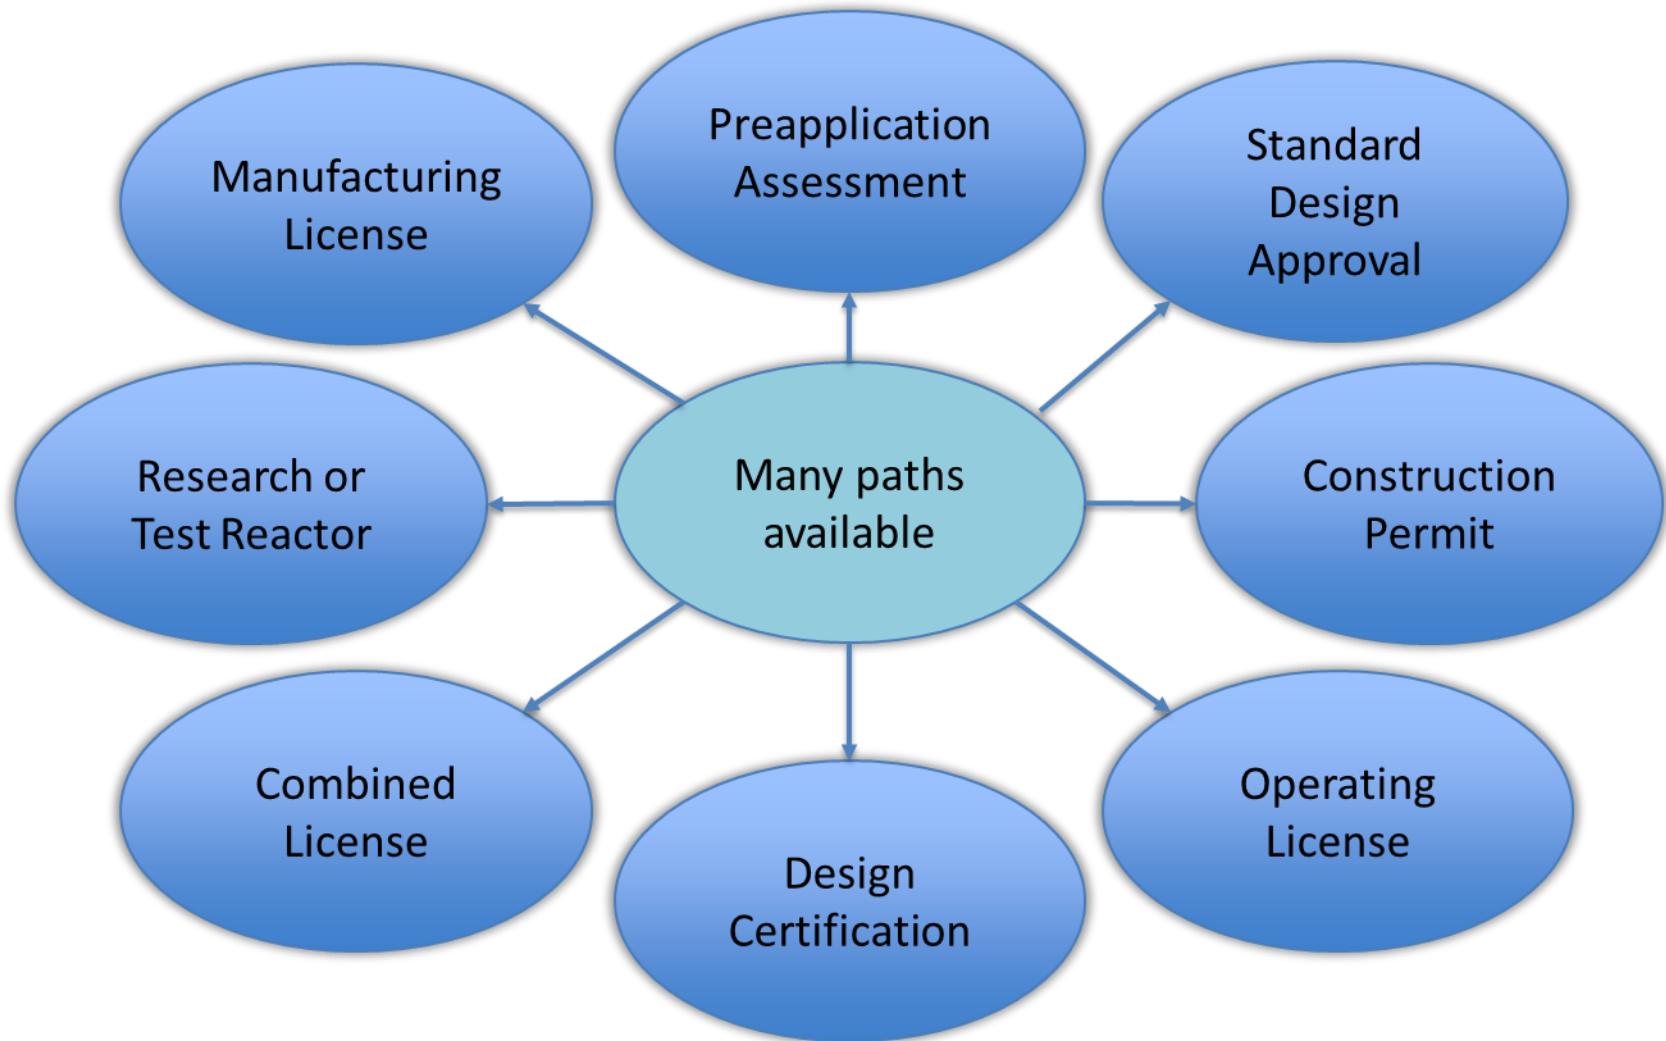 Preapplication
Assessment
Manufacturing
License
Standard
Design
Approval
Research or
Test Reactor
Many paths
available
Construction
Permit
Combined
License
Operating
License
Design
Certification